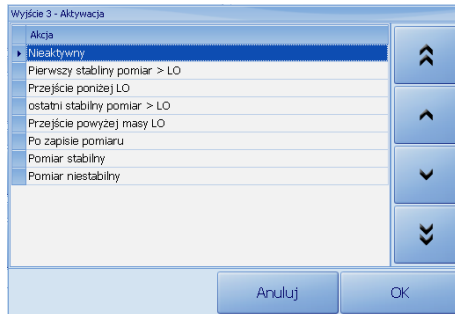 Wyjście 3 - Aktywacja
Akcja
Nieaktywny
Pierwszy stabliny pomiar > LO
Przejście poniżej LO
ostatni stabilny pomiar > LO
Przejście powyżej masy LO
Po zapisie pomiaru
Pomiar stabilny
Pomiar niestabilny
Anuluj
OK